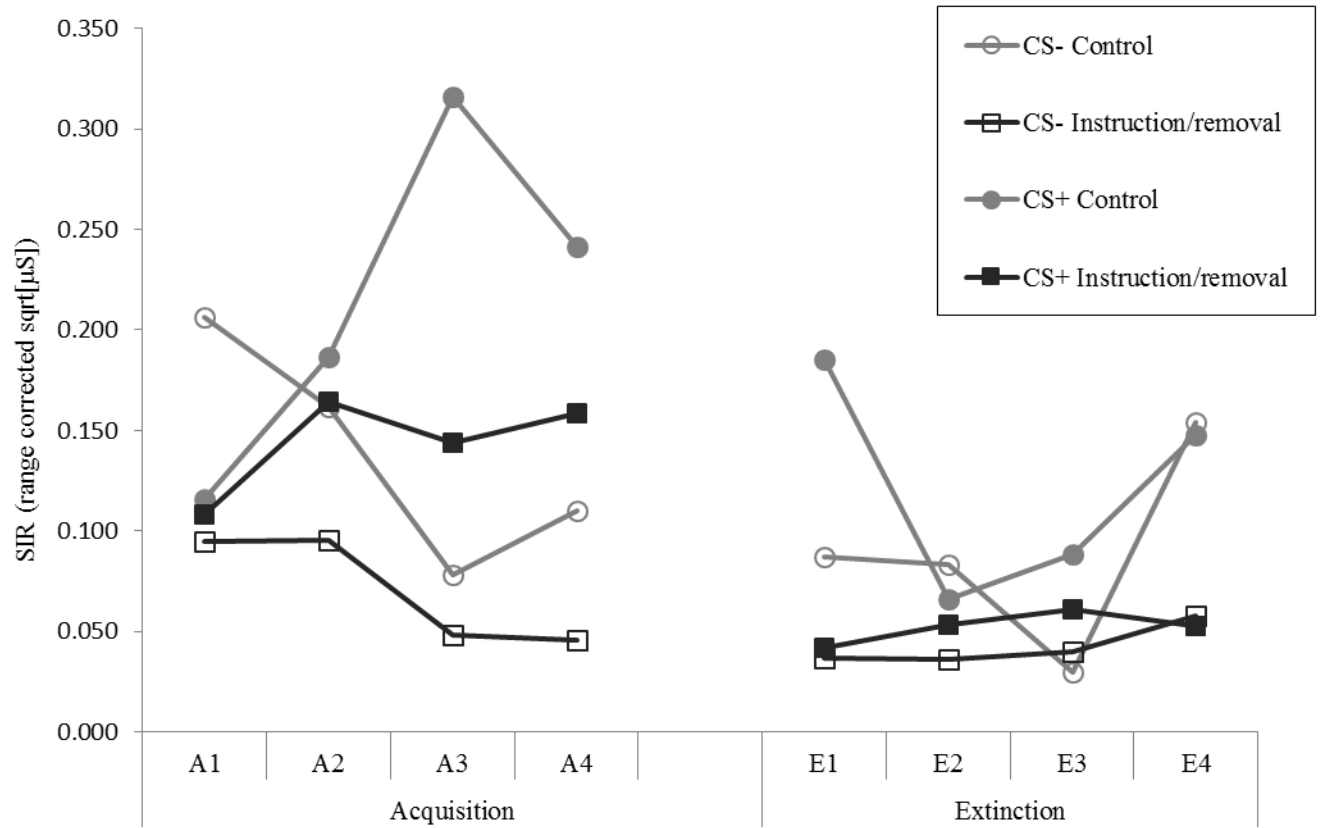 0.350
0.300
0.250
0.200
0.150
0.100
0.050
0.000
SIR (range corrected sqrt[µS])
CS- Control
CS- Instruction/removal
CS+ Control
CS+ Instruction/removal
A1 A2 A3 A4 E1 E2 E3 E4
Acquisition Extinction